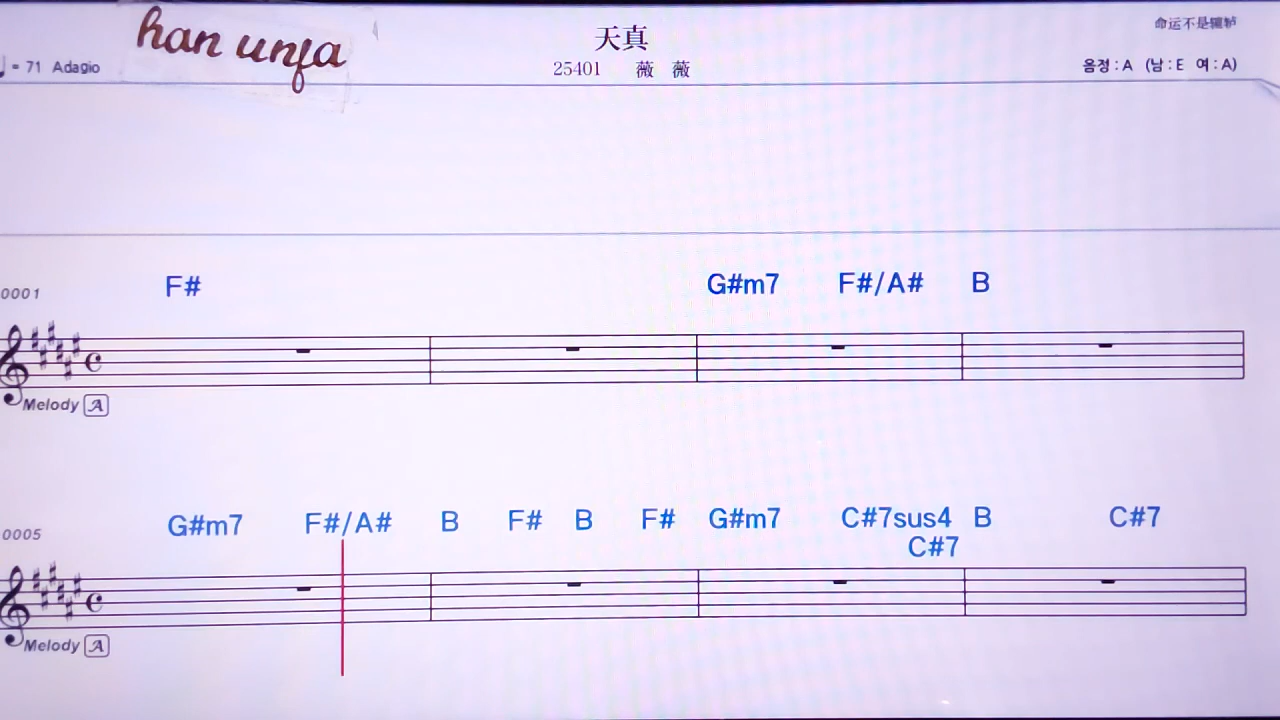 han unfa
天真
命运不是辘轳
♩= 71 Adagio
25401 薇 薇
음정 : A (남 : E 여 : A)
0001
F# G#m7 F#/A# B
Melody A
0005
G#m7 F#/A# B F# B F# G#m7 C#7sus4 B C#7
C#7
Melody A